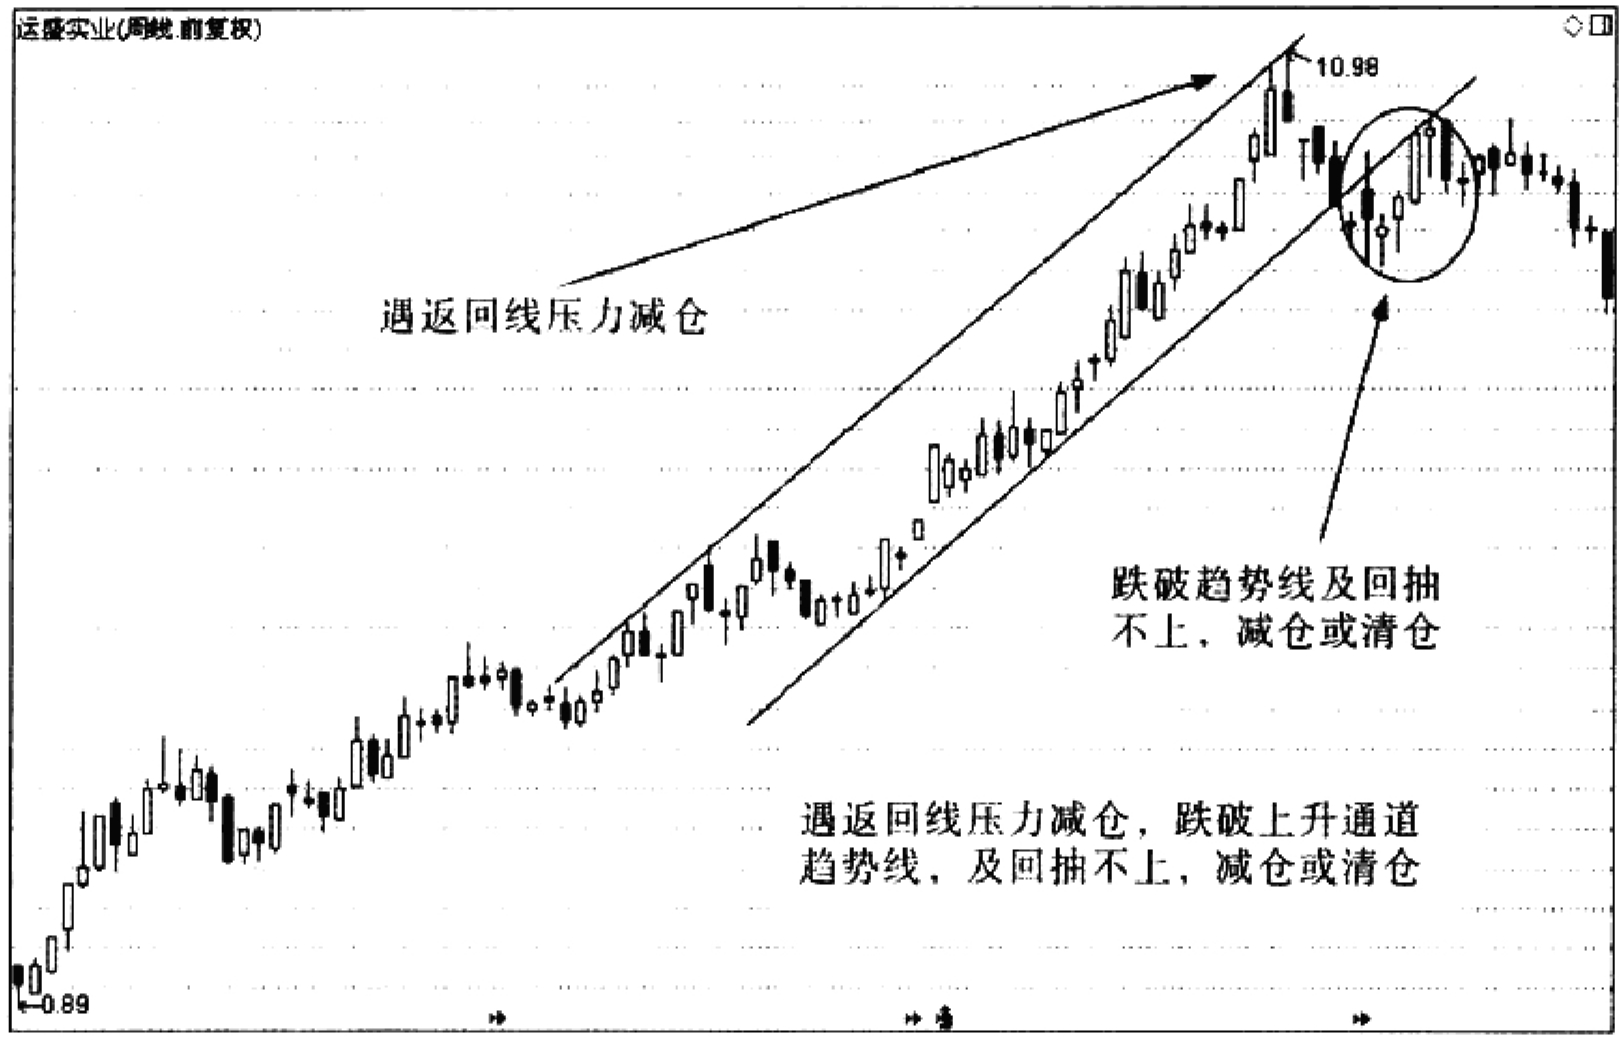 运盛实业(周线.前复权)
10.98
遇返回线压力减仓
跌破趋势线及回抽
不上，减仓或清仓
遇返回线压力减仓，跌破上升通道
趋势线，及回抽不上，减仓或清仓
0.89